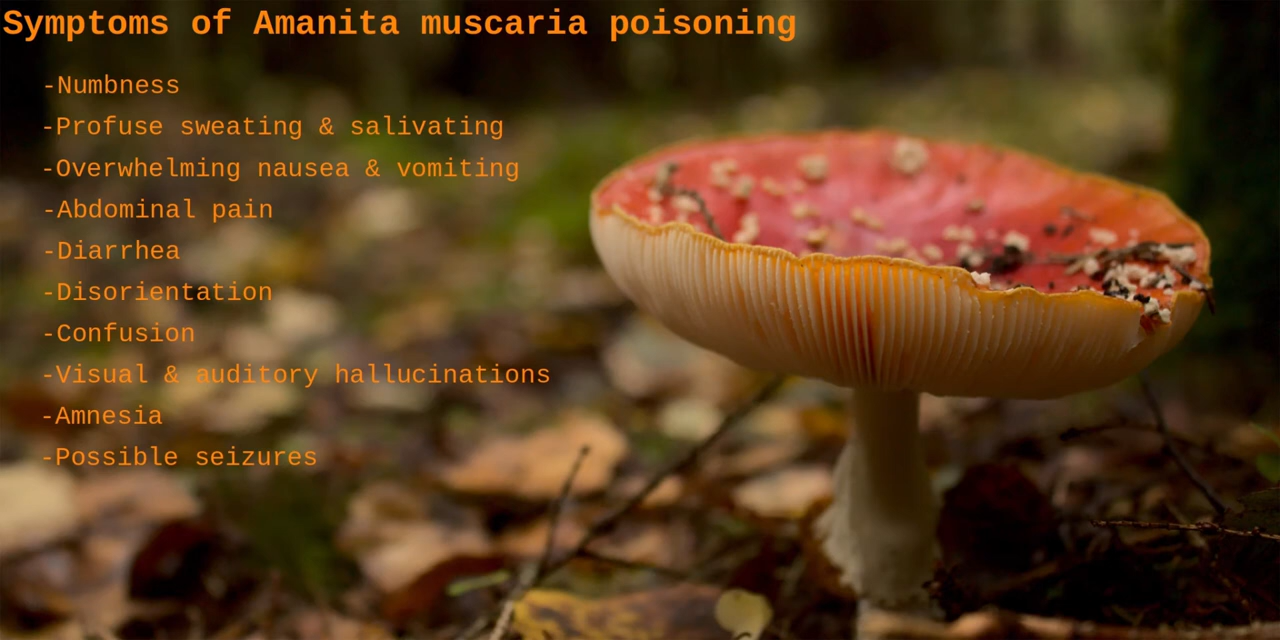 Symptoms of Amanita muscaria poisoning
-Numbness
-Profuse sweating & salivating
-Overwhelming nausea & vomiting
-Abdominal pain
-Diarrhea
-Disorientation
-Confusion
-Visual & auditory hallucinations
-Amnesia
-Possible seizures